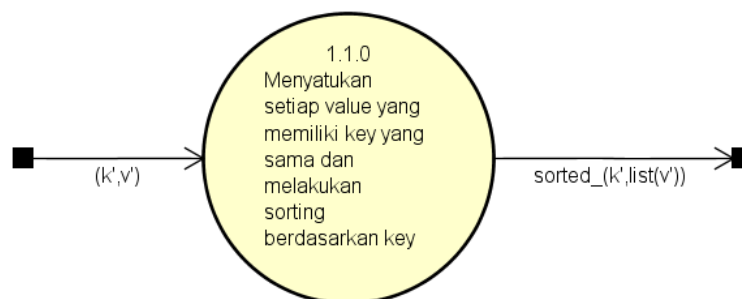 1.1.0
Menyatukan
setiap value yang
memiliki key yang
sama dan
melakukan
sorting
berdasarkan key
(k',v')
sorted_(k',list(v'))